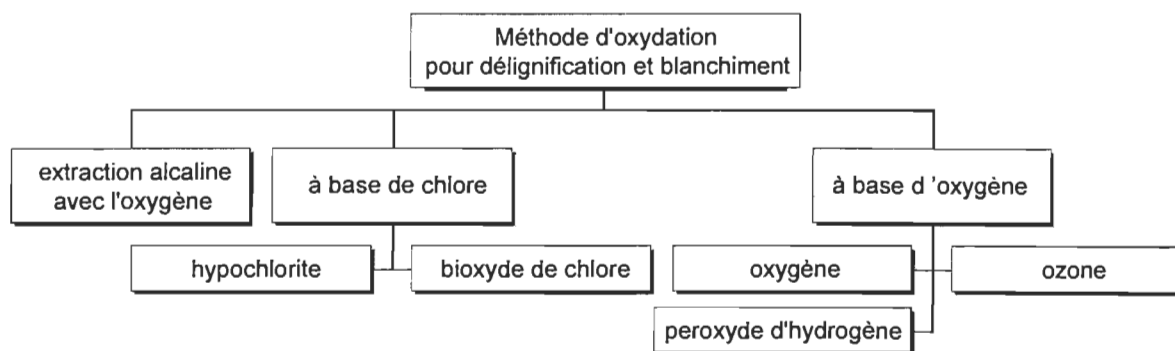 Méthode d'oxydation
pour délignification et blanchiment
extraction alcaline
avec l'oxygène
à base de chlore
à base d 'oxygène
hypochlorite
bioxyde de chlore
oxygène
ozone
peroxyde d'hydrogène